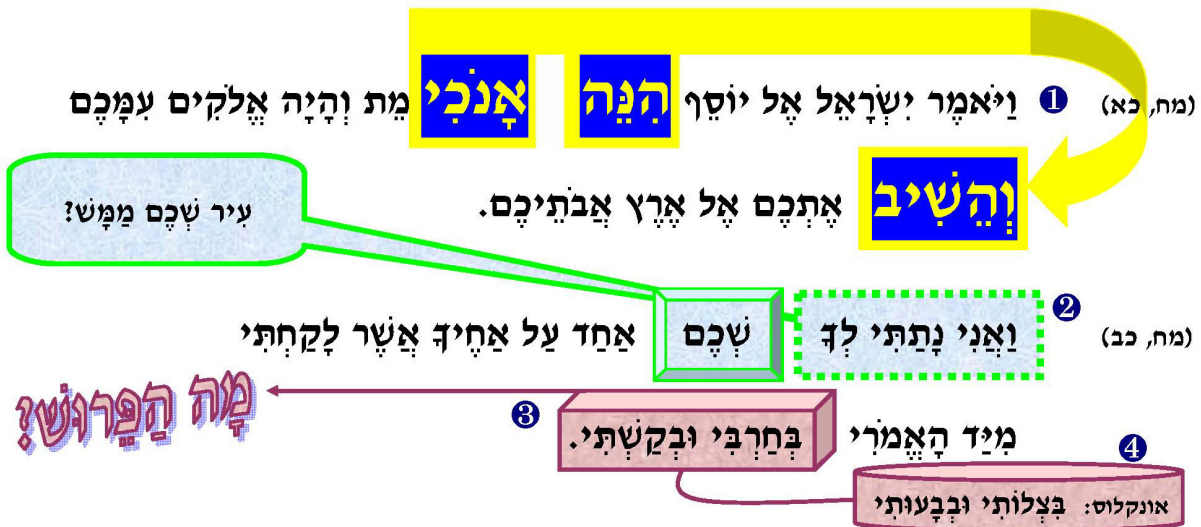 (מח, כא) ❶ וַיֹּאמֶר יִשְׂרָאֵל אֶל יוֹסֵף הִנֵּה אָנֹכִי מֵת וְהָיָה אֱלֹקִים עִמָּכֶם
וְהֵשִׁיב אֶתְכֶם אֶל אֶרֶץ אֲבֹתֵיכֶם.
עִיר שְׁכֶם מַמָּשׁ?
(מח, כב) ❷ וַאֲנִי נָתַתִּי לְךָ שְׁכֶם אַחַד עַל אַחֶיךָ אֲשֶׁר לָקַחְתִּי
מִיַּד הָאֱמֹרִי ❸ בְּחַרְבִּי וּבְקַשְׁתִּי.
מָה הַפֵּרוּשׁ?
❹ אונקלוס: בִּצְלוֹתִי וּבְבָעוּתִי